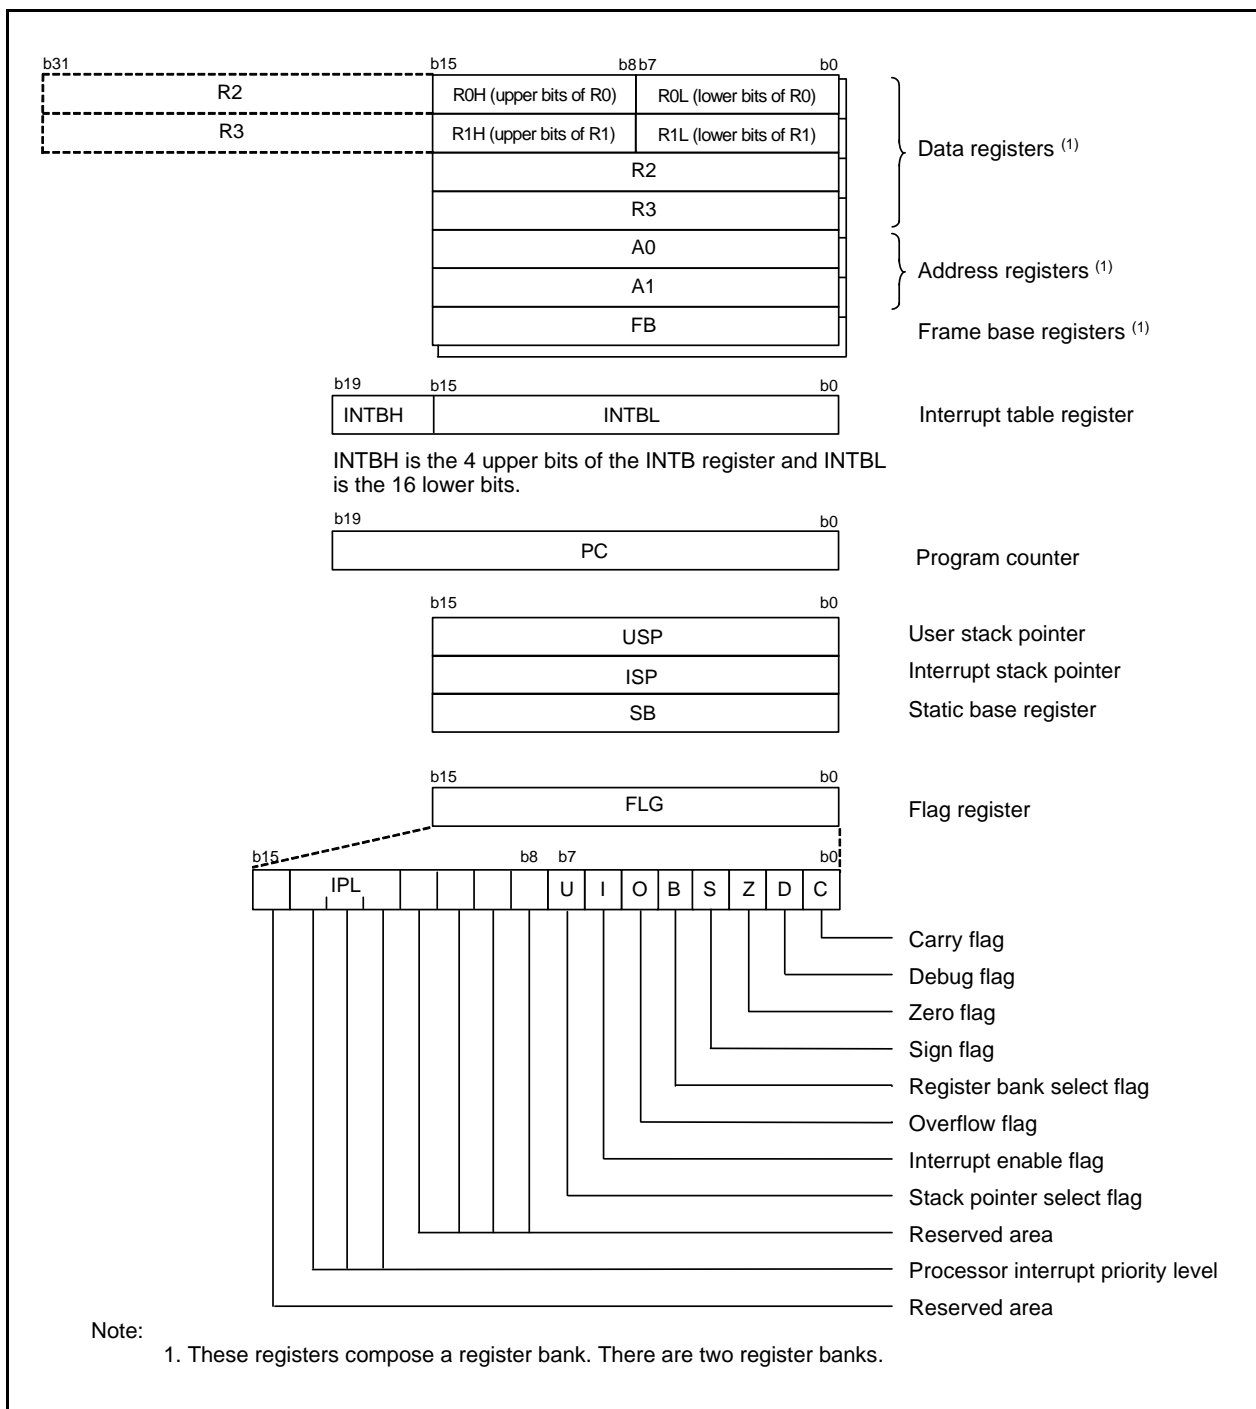 b31 b15 b8b7 b0
R2 R0H (upper bits of R0) R0L (lower bits of R0)
R3 R1H (upper bits of R1) R1L (lower bits of R1)
Data registers (1)
R2
R3
A0
Address registers (1)
A1
FB
Frame base registers (1)
b19 b15 b0
INTBH INTBL Interrupt table register
INTBH is the 4 upper bits of the INTB register and INTBL
is the 16 lower bits.
b19 b0
PC Program counter
b15 b0
USP User stack pointer
ISP Interrupt stack pointer
SB Static base register
b15 b0
FLG Flag register
b15 b8 b7 b0
IPL U I O B S Z D C
Carry flag
Debug flag
Zero flag
Sign flag
Register bank select flag
Overflow flag
Interrupt enable flag
Stack pointer select flag
Reserved area
Processor interrupt priority level
Reserved area
Note:
1. These registers compose a register bank. There are two register banks.